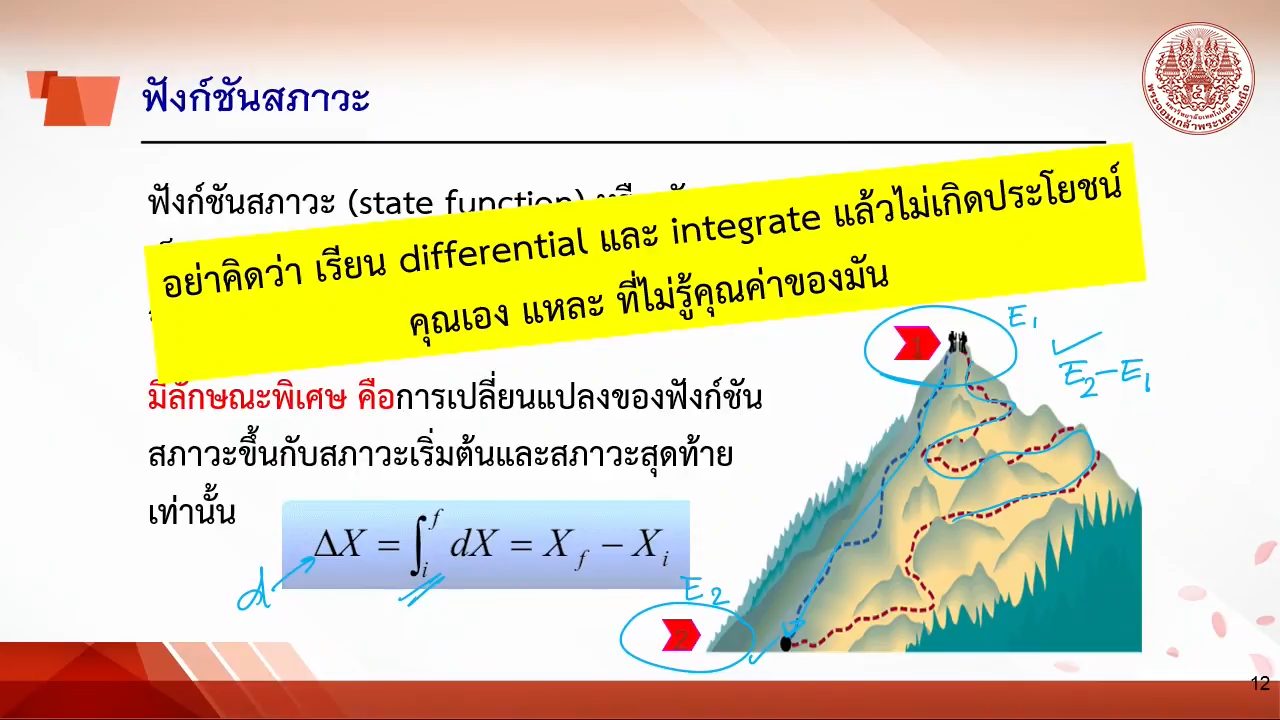 ฟังก์ชันสภาวะ
ฟังก์ชันสภาวะ (state function)
อย่าคิดว่า เรียน differential และ integrate แล้วไม่เกิดประโยชน์
คุณเอง แหละ ที่ไม่รู้คุณค่าของมัน
มีลักษณะพิเศษ คือการเปลี่ยนแปลงของฟังก์ชัน
สภาวะขึ้นกับสภาวะเริ่มต้นและสภาวะสุดท้าย
เท่านั้น
ΔX = ∫_i^f dX = X_f − X_i
d
1
E₁
E₂−E₁
E₂
2
12